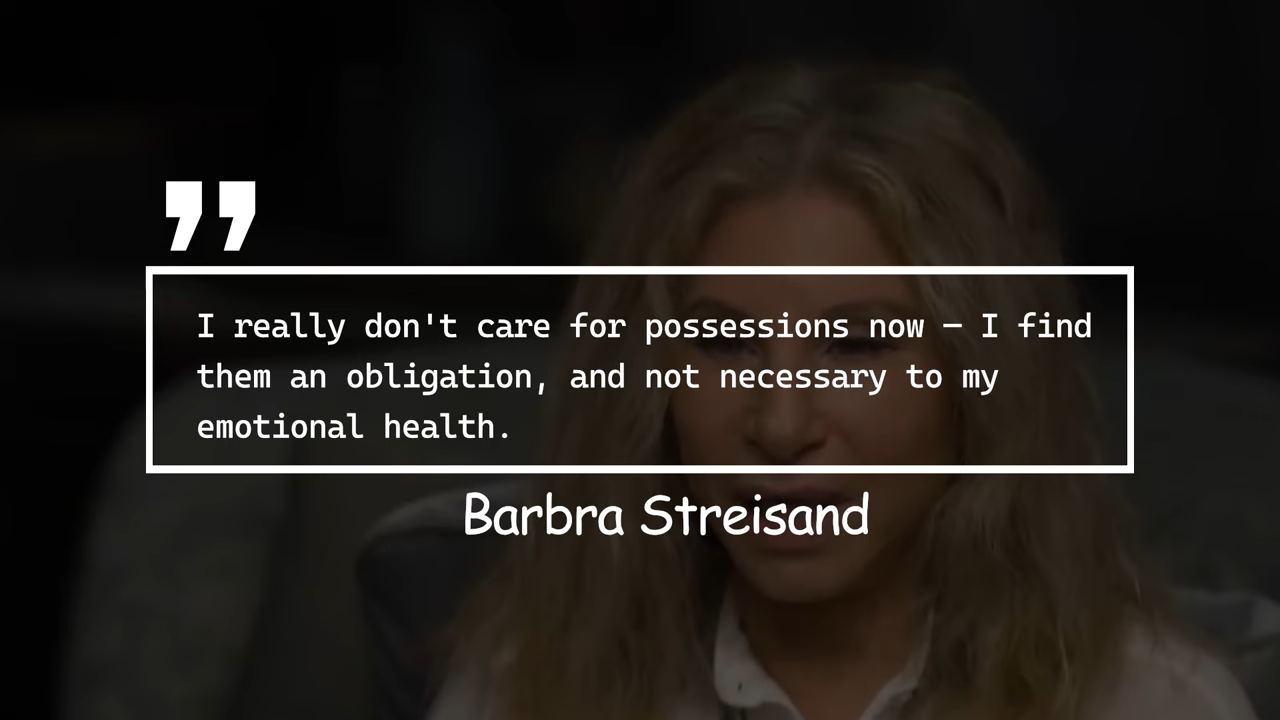 ”
I really don't care for possessions now – I find
them an obligation, and not necessary to my
emotional health.
Barbra Streisand